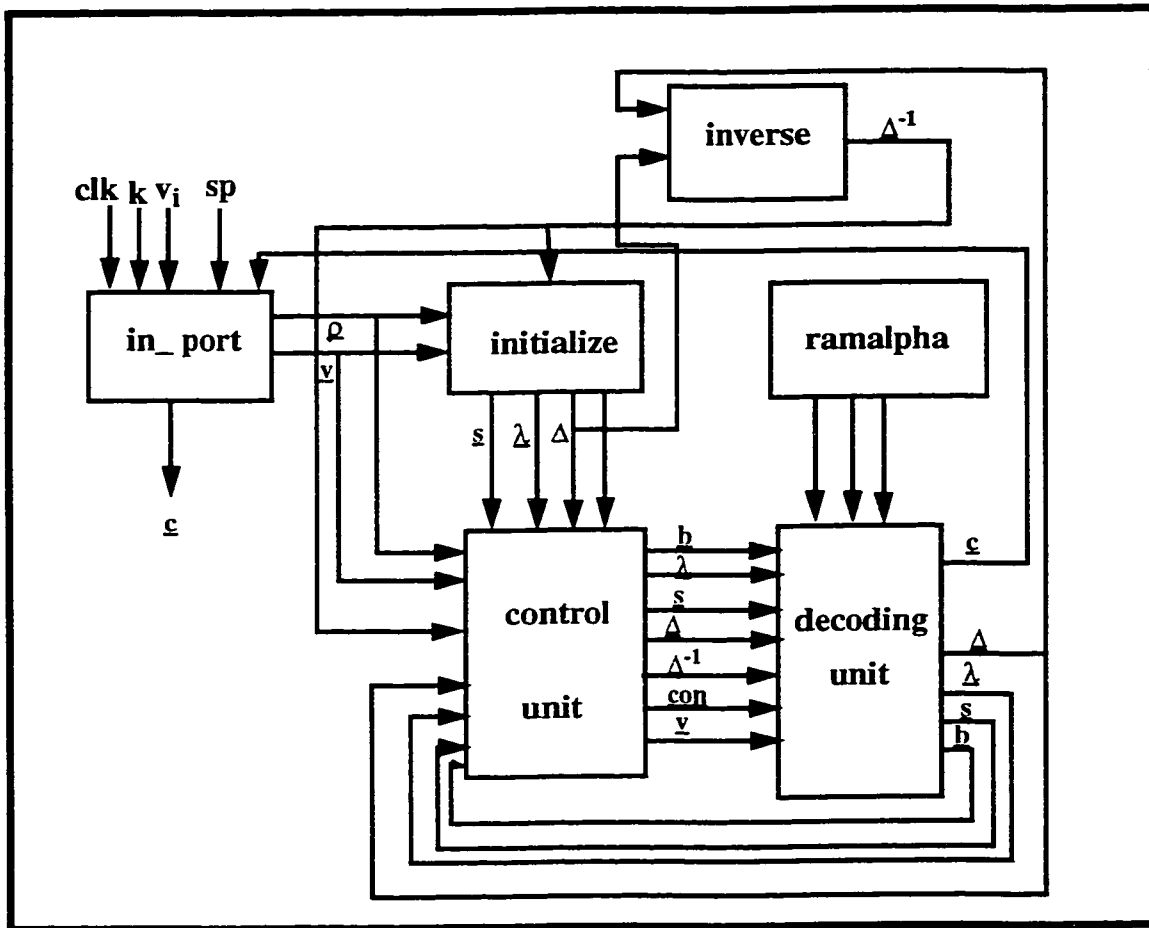 inverse
Δ-1
clk k vi sp
in_ port
ρ
v
initialize
ramalpha
s λ Δ
c
control
unit
b
λ
s
Δ
Δ-1
con
v
decoding
unit
c
Δ
λ
s
b